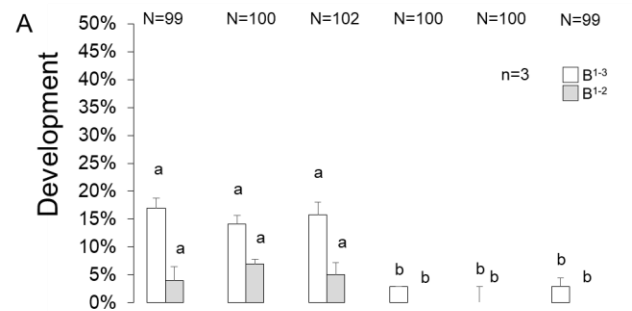 A
Development
50%
45%
40%
35%
30%
25%
20%
15%
10%
5%
0%
N=99 N=100 N=102 N=100 N=100 N=99
n=3
B¹⁻³
B¹⁻²
a a a a a a b b b b b b